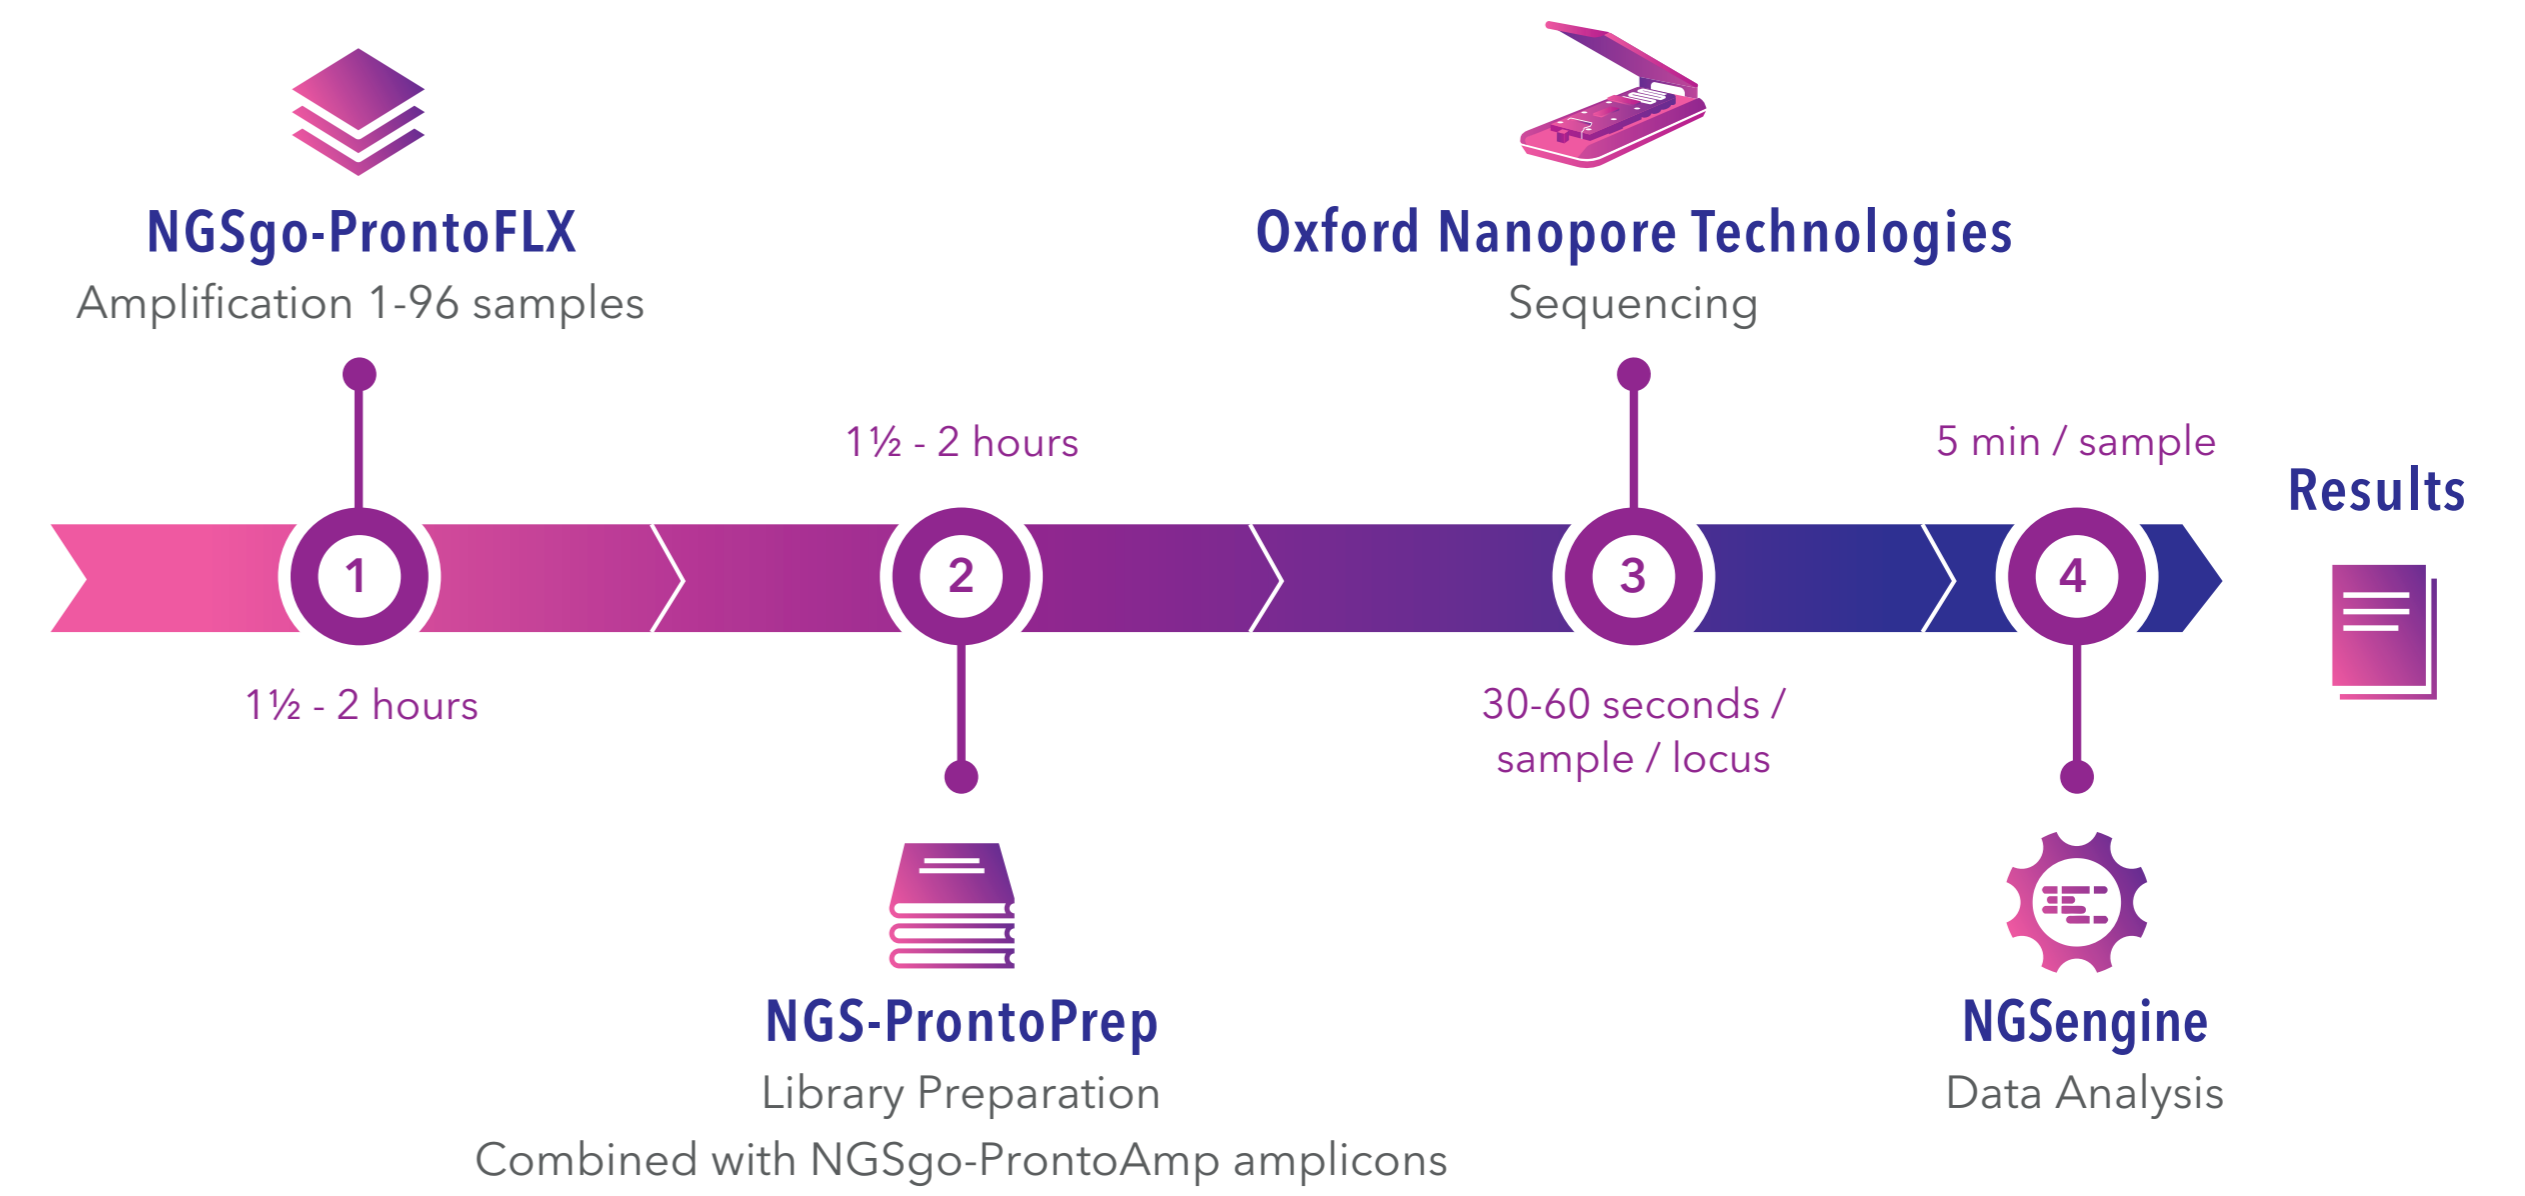 NGSgo-ProntoFLX
Amplification 1-96 samples
1
1½ - 2 hours
1½ - 2 hours
2
NGS-ProntoPrep
Library Preparation
Combined with NGSgo-ProntoAmp amplicons
Oxford Nanopore Technologies
Sequencing
3
30-60 seconds /
sample / locus
5 min / sample
4
NGSengine
Data Analysis
Results